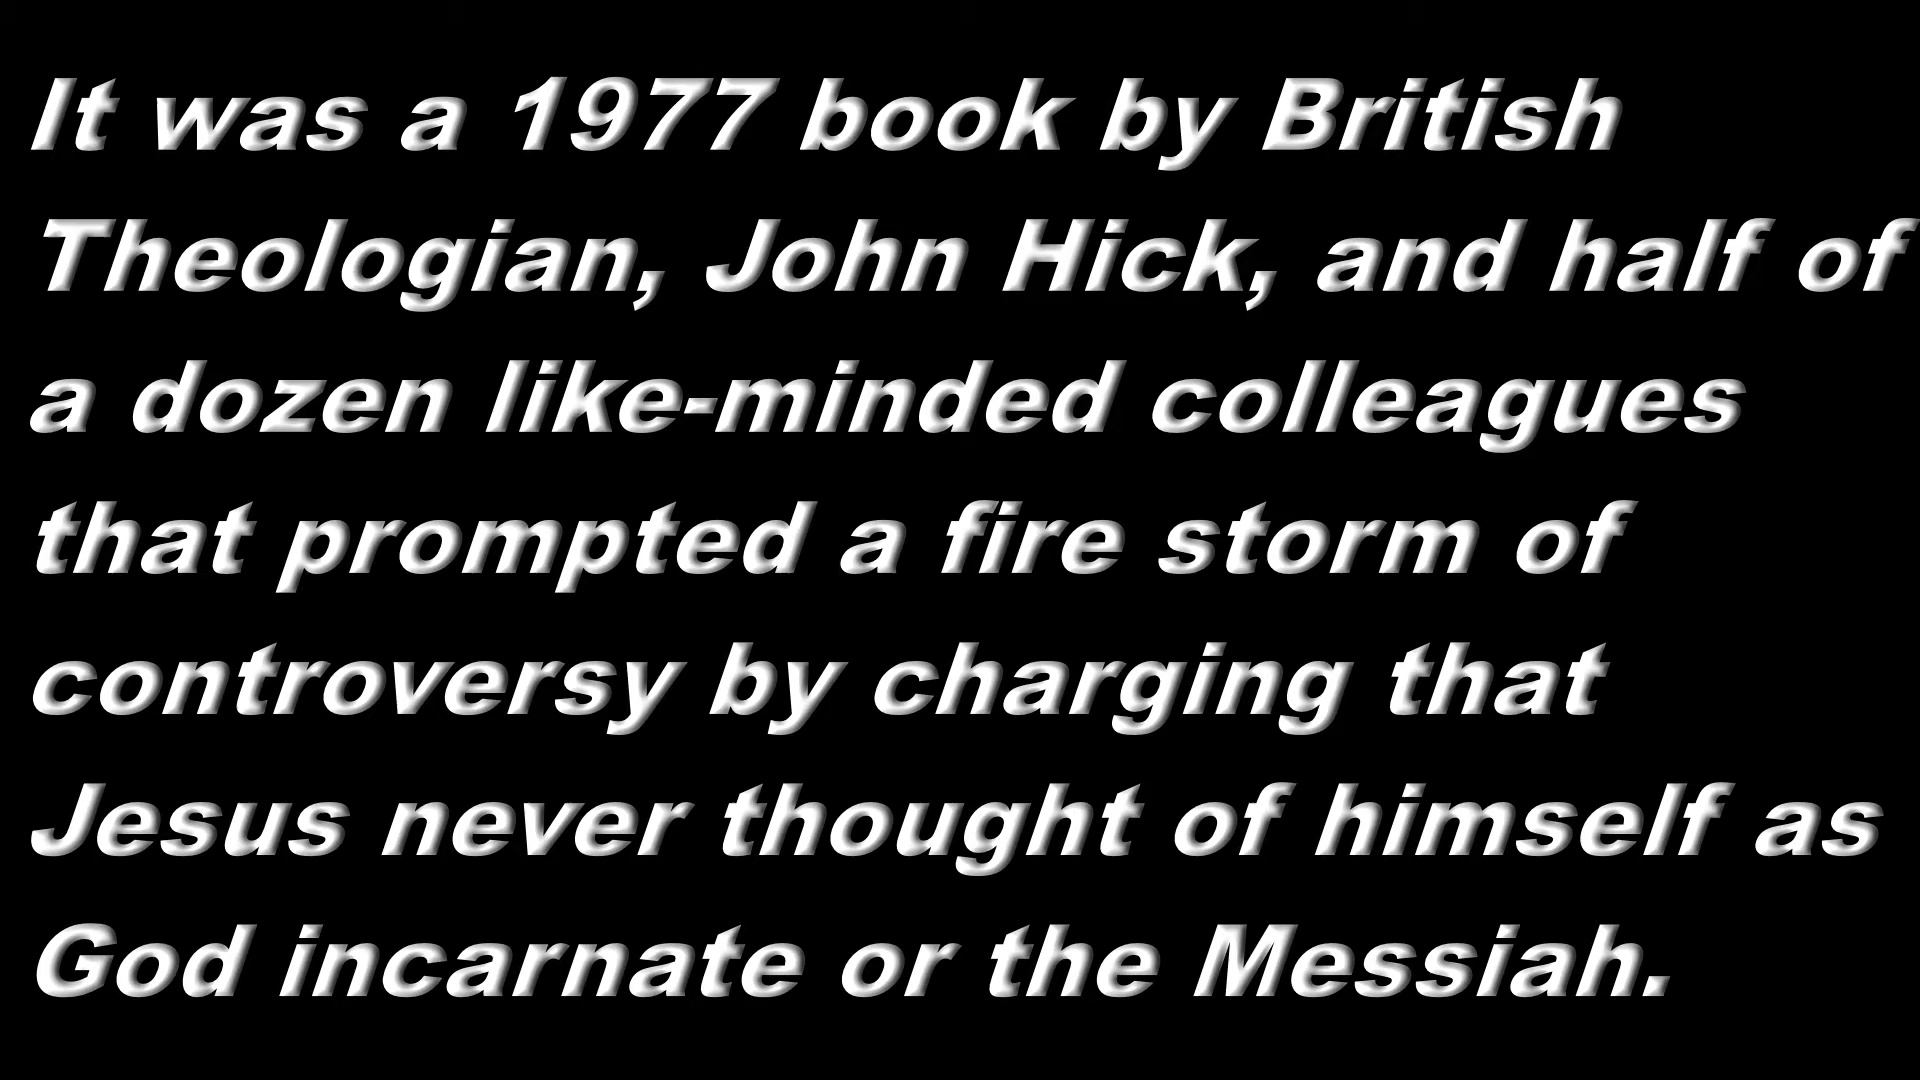 It was a 1977 book by British
Theologian, John Hick, and half of
a dozen like-minded colleagues
that prompted a fire storm of
controversy by charging that
Jesus never thought of himself as
God incarnate or the Messiah.